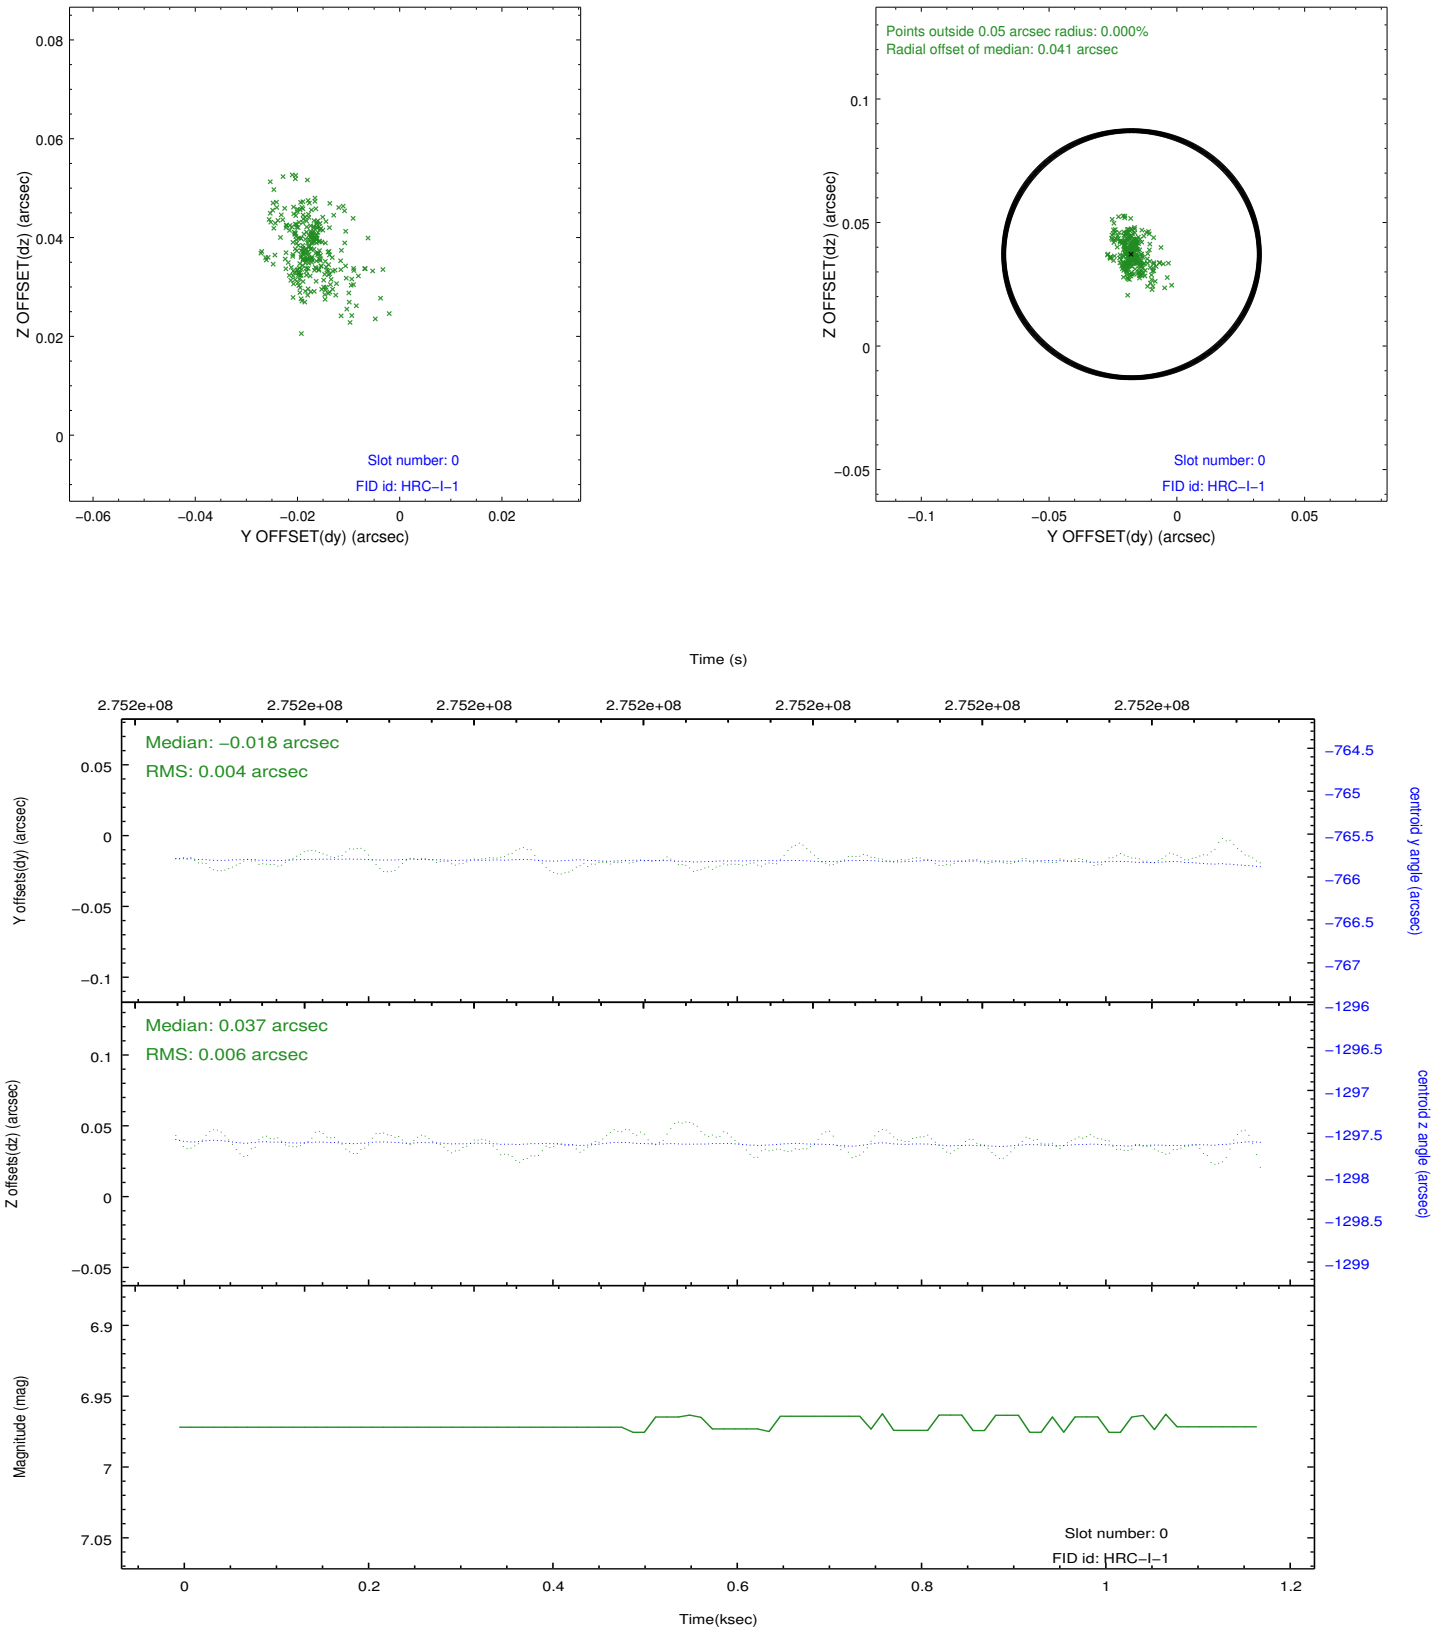 0.08
0.06
0.04
0.02
0
Z OFFSET(dz) (arcsec)
Slot number: 0
FID id: HRC−I−1
−0.06 −0.04 −0.02 0 0.02
Y OFFSET(dy) (arcsec)
Points outside 0.05 arcsec radius: 0.000%
Radial offset of median: 0.041 arcsec
0.1
0.05
0
−0.05
Z OFFSET(dz) (arcsec)
Slot number: 0
FID id: HRC−I−1
−0.1 −0.05 0 0.05
Y OFFSET(dy) (arcsec)
Time (s)
2.752e+08 2.752e+08 2.752e+08 2.752e+08 2.752e+08 2.752e+08 2.752e+08
Median: −0.018 arcsec
RMS: 0.004 arcsec
0.05
0
−0.05
−0.1
Y offsets(dy) (arcsec)
−764.5
−765
−765.5
−766
−766.5
−767
centroid y angle (arcsec)
Median: 0.037 arcsec
RMS: 0.006 arcsec
0.1
0.05
0
−0.05
Z offsets(dz) (arcsec)
−1296
−1296.5
−1297
−1297.5
−1298
−1298.5
−1299
centroid z angle (arcsec)
6.9
6.95
7
7.05
Magnitude (mag)
Slot number: 0
FID id: HRC−I−1
0 0.2 0.4 0.6 0.8 1 1.2
Time(ksec)